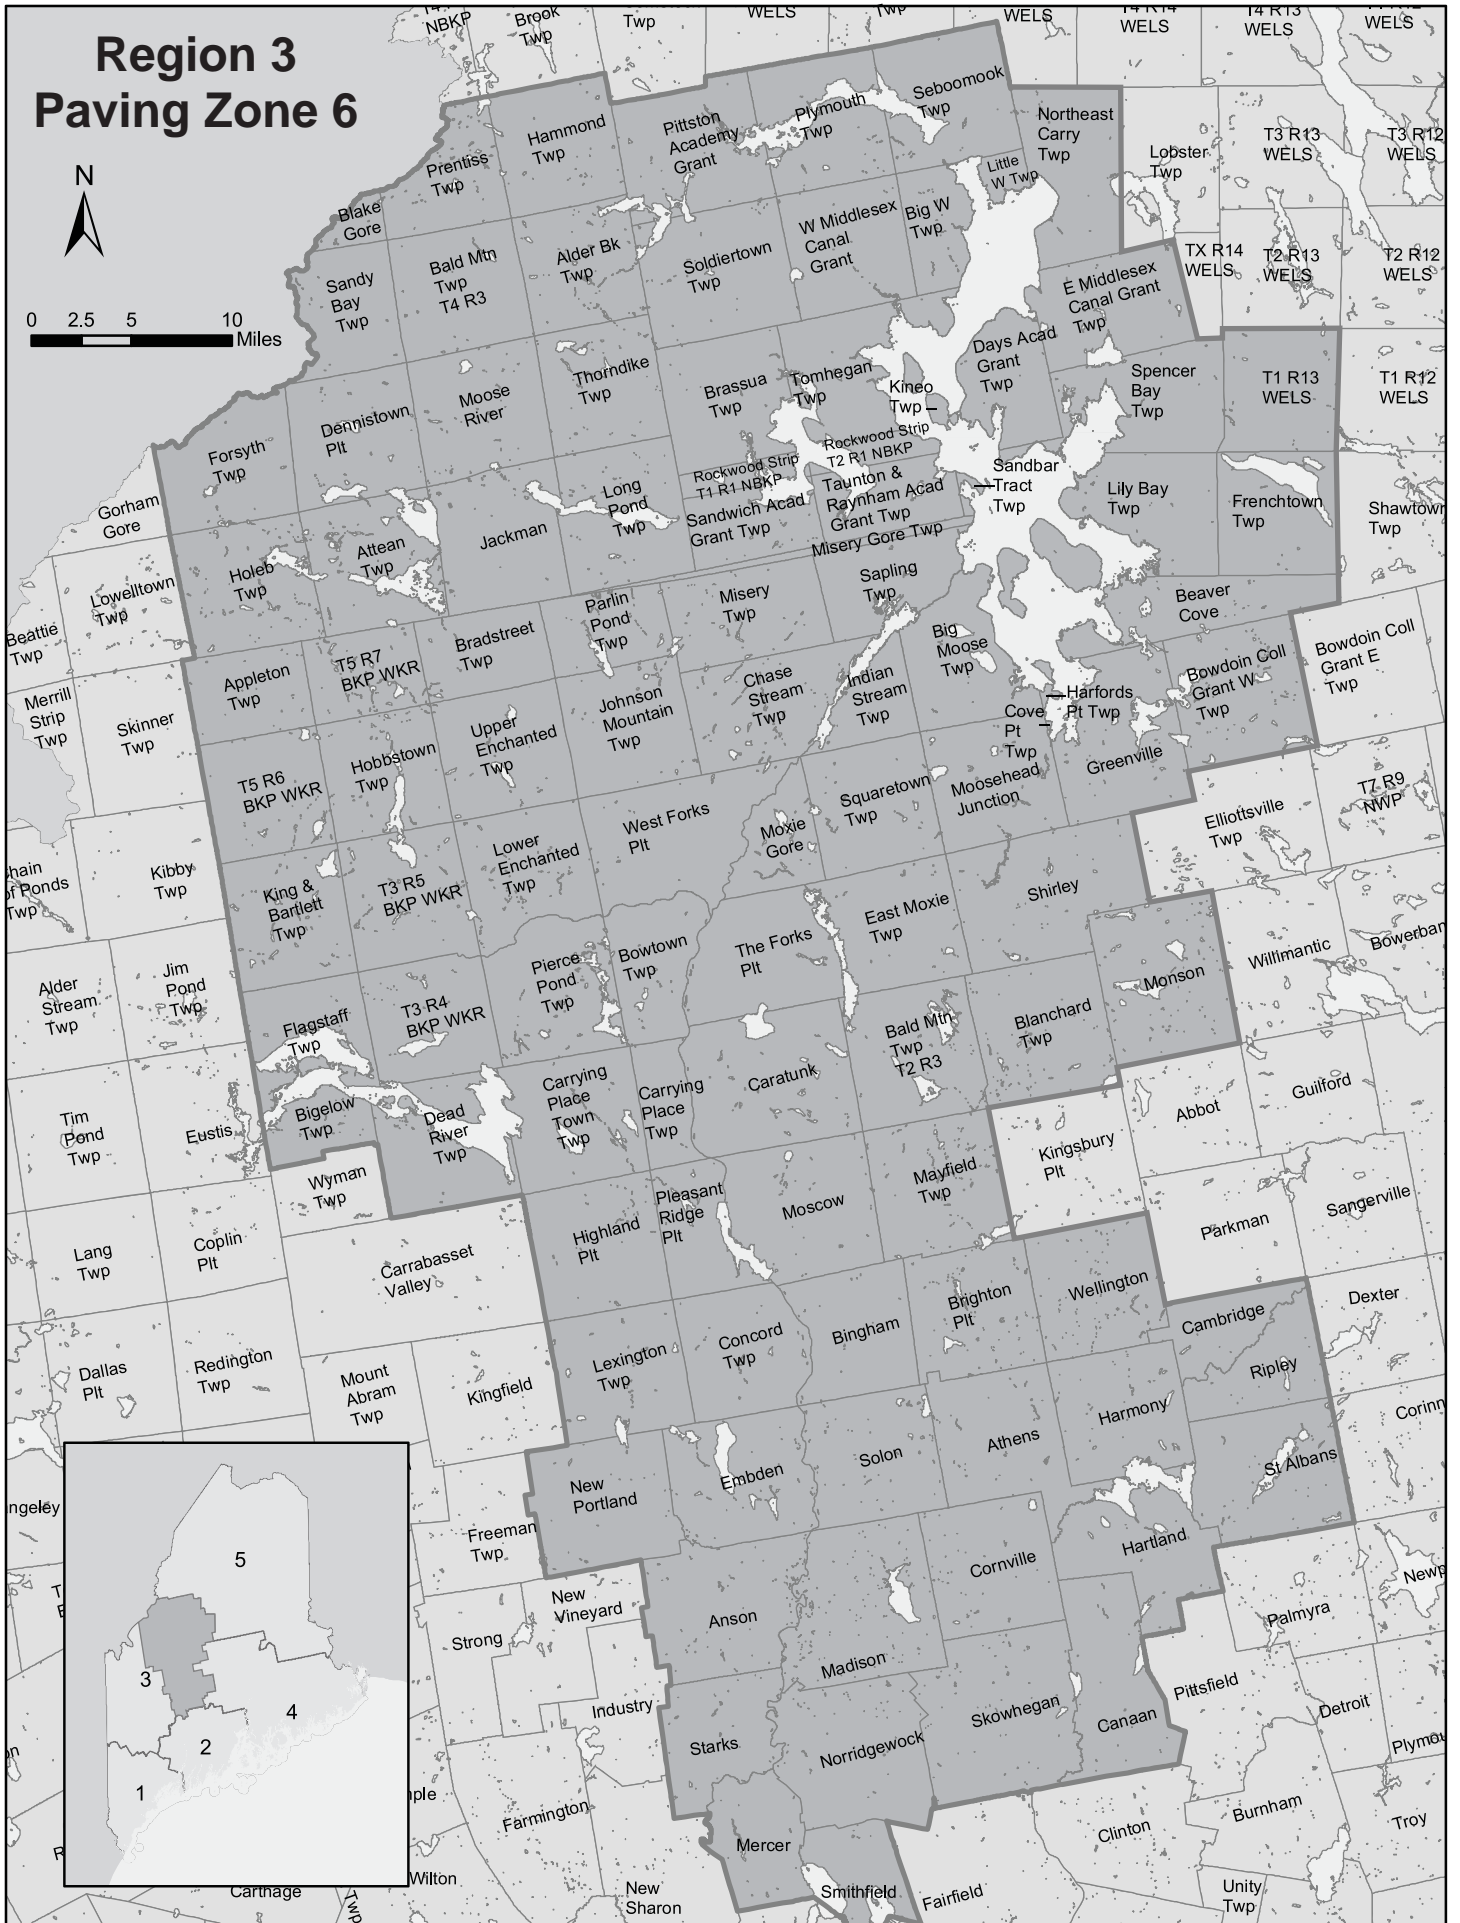 Region 3
Paving Zone 6
N
0 2.5 5 10
Miles
NBKP
Brook
Twp
Twp
WELS
Twp
WELS
T4 R14
WELS
T4 R13
WELS
WELS
Seboomook
Twp
Plymouth
Twp
Pittston
Academy
Grant
Hammond
Twp
Prentiss
Twp
Northeast
Carry
Twp
Little
W Twp
Lobster
Twp
T3 R13
WELS
T3 R12
WELS
Blake
Gore
Big W
Twp
W Middlesex
Canal
Grant
Soldiertown
Twp
Alder Bk
Twp
Bald Mtn
Twp
T4 R3
Sandy
Bay
Twp
TX R14
WELS
T2 R13
WELS
T2 R12
WELS
E Middlesex
Canal Grant
Twp
Days Acad
Grant
Twp
Spencer
Bay
Twp
T1 R13
WELS
T1 R12
WELS
Thorndike
Twp
Brassua
Twp
Tomhegan
Twp
Kineo
Twp
Moose
River
Dennistown
Plt
Forsyth
Twp
Rockwood Strip
T2 R1 NBKP
Rockwood Strip
T1 R1 NBKP
Taunton &
Raynham Acad
Grant Twp
Sandwich Acad
Grant Twp
Misery Gore Twp
Sandbar
Tract
Twp
Lily Bay
Twp
Frenchtown
Twp
Shawtown
Twp
Gorham
Gore
Long
Pond
Twp
Jackman
Attean
Twp
Holeb
Twp
Lowelltown
Twp
Beattie
Twp
Sapling
Twp
Misery
Twp
Parlin
Pond
Twp
Bradstreet
Twp
Beaver
Cove
Big
Moose
Twp
Bowdoin Coll
Grant W
Twp
Bowdoin Coll
Grant E
Twp
T5 R7
BKP WKR
Appleton
Twp
Merrill
Strip
Twp
Skinner
Twp
Indian
Stream
Twp
Chase
Stream
Twp
Johnson
Mountain
Twp
Upper
Enchanted
Twp
Harfords
Pt Twp
Cove
Pt
Twp
Greenville
Hobbstown
Twp
T5 R6
BKP WKR
Squaretown
Twp
Moosehead
Junction
Elliottsville
Twp
T7 R9
NWP
West Forks
Plt
Moxie
Gore
Lower
Enchanted
Twp
Kibby
Twp
King &
Bartlett
Twp
T3 R5
BKP WKR
Shirley
East Moxie
Twp
The Forks
Plt
Bowtown
Twp
Pierce
Pond
Twp
Monson
Willimantic
Alder
Stream
Twp
Jim
Pond
Twp
Flagstaff
Twp
T3 R4
BKP WKR
Blanchard
Twp
Bald Mtn
Twp
T2 R3
Caratunk
Carrying
Place
Town
Twp
Carrying
Place
Twp
Dead
River
Twp
Bigelow
Twp
Eustis
Tim
Pond
Twp
Guilford
Abbot
Kingsbury
Plt
Wyman
Twp
Mayfield
Twp
Moscow
Pleasant
Ridge
Plt
Highland
Plt
Sangerville
Parkman
Lang
Twp
Coplin
Plt
Carrabasset
Valley
Wellington
Brighton
Plt
Bingham
Concord
Twp
Lexington
Twp
Cambridge
Dexter
Ripley
Dallas
Plt
Redington
Twp
Mount
Abram
Twp
Kingfield
Harmony
Athens
Solon
Embden
New
Portland
St Albans
Freeman
Twp
Hartland
Cornville
New
Vineyard
Strong
Anson
Madison
Palmyra
Pittsfield
Industry
Skowhegan
Canaan
Detroit
Starks
Norridgewock
Farmington
Mercer
Smithfield
Fairfield
Clinton
Burnham
Troy
Unity
Twp
New
Sharon
Wilton
Carthage
Twp
5
3
4
2
1